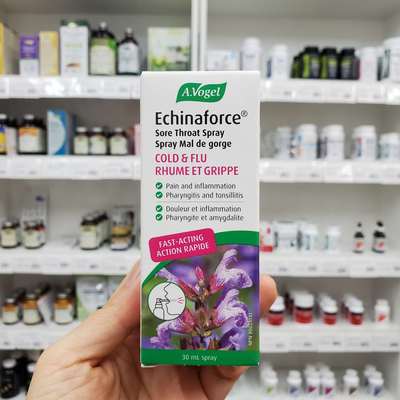 A.Vogel
Echinaforce®
Sore Throat Spray
Spray Mal de gorge
COLD & FLU
RHUME ET GRIPPE
Pain and inflammation
Pharyngitis and tonsillitis
Douleur et inflammation
Pharyngite et amygdalite
FAST-ACTING
ACTION RAPIDE
30 mL spray